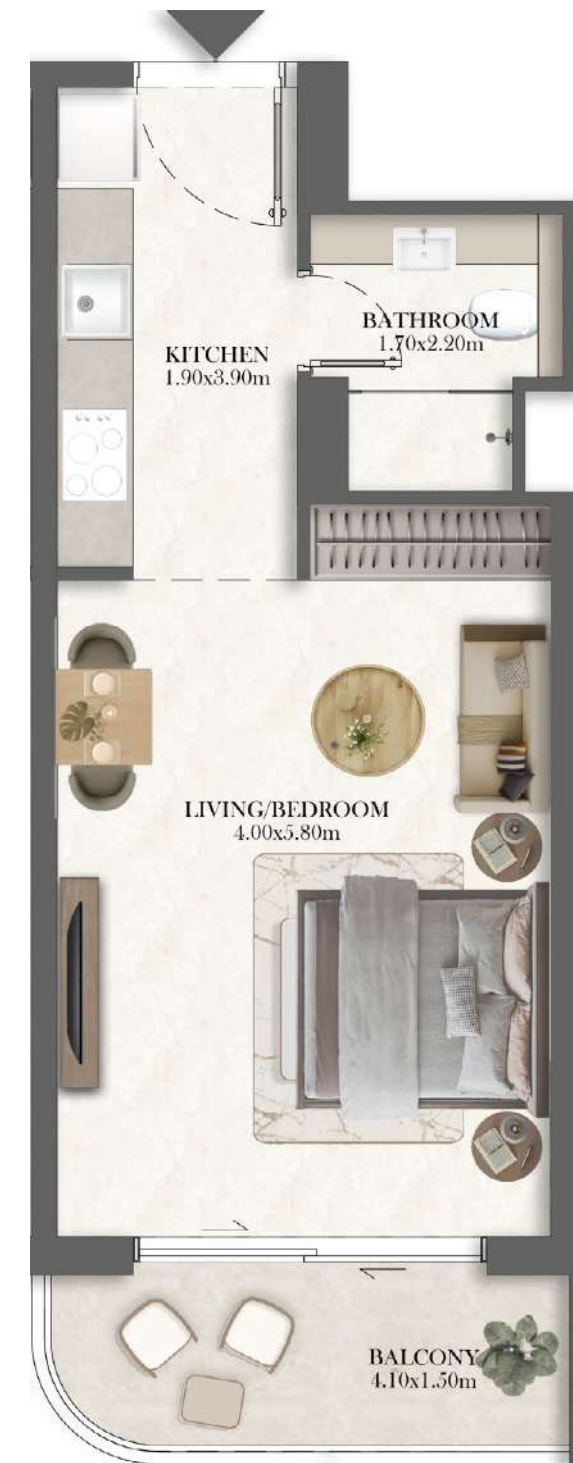 BATHROOM
1.70x2.20m
KITCHEN
1.90x3.90m
LIVING/BEDROOM
4.00x5.80m
BALCONY
4.10x1.50m